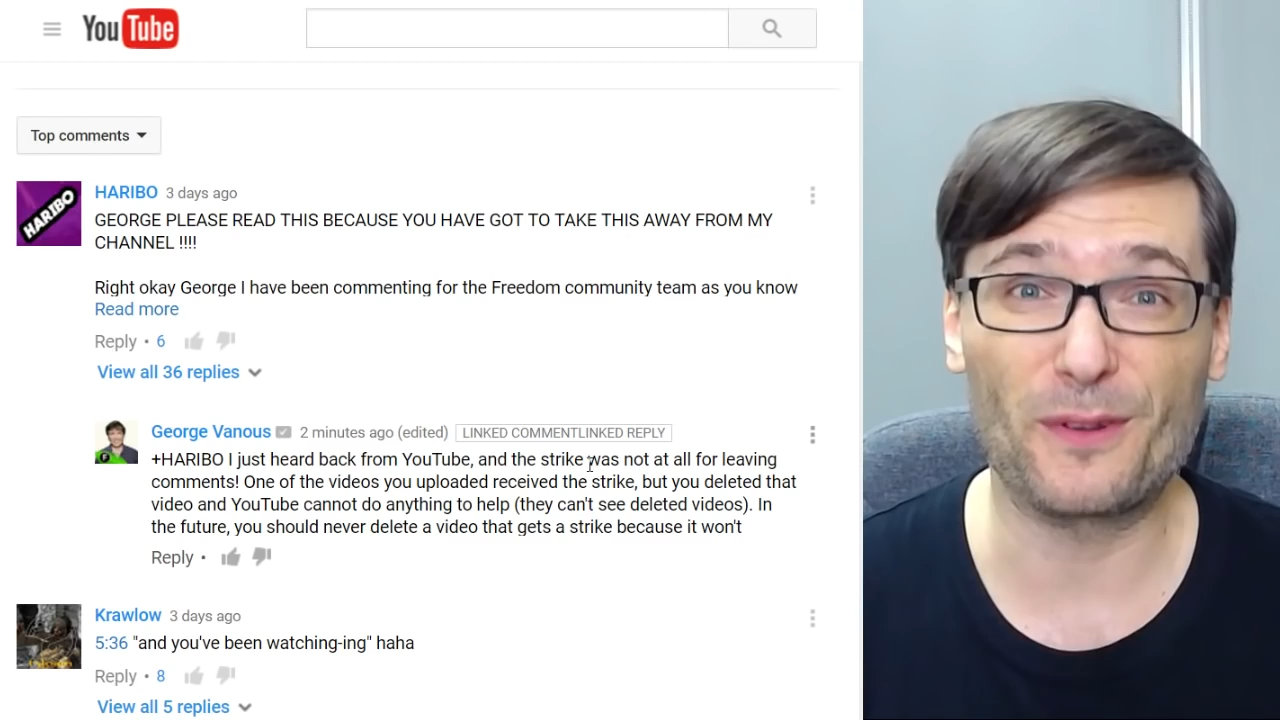 YouTube
Top comments
HARIBO
HARIBO 3 days ago
GEORGE PLEASE READ THIS BECAUSE YOU HAVE GOT TO TAKE THIS AWAY FROM MY
CHANNEL !!!!
Right okay George I have been commenting for the Freedom community team as you know
Read more
Reply • 6
View all 36 replies
George Vanous 2 minutes ago (edited) LINKED COMMENTLINKED REPLY
+HARIBO I just heard back from YouTube, and the strike was not at all for leaving
comments! One of the videos you uploaded received the strike, but you deleted that
video and YouTube cannot do anything to help (they can't see deleted videos). In
the future, you should never delete a video that gets a strike because it won't
Reply •
Krawlow 3 days ago
5:36 "and you've been watching-ing" haha
Reply • 8
View all 5 replies